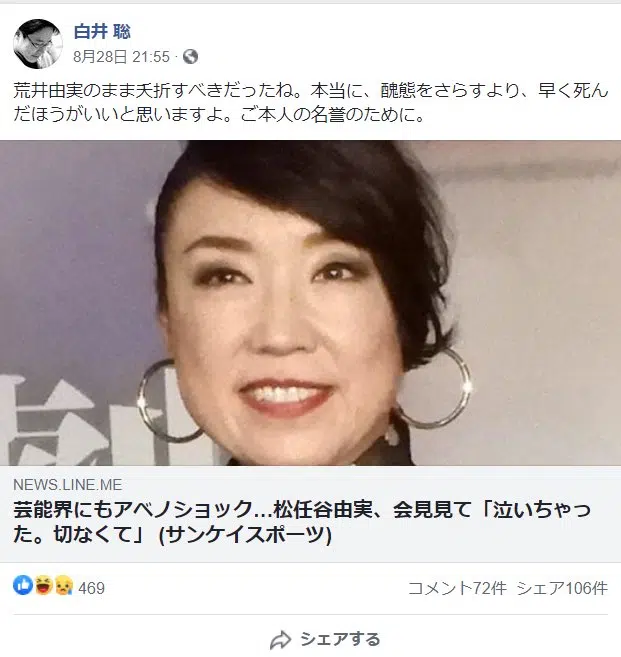 白井 聡
8月28日 21:55 ·
荒井由実のまま夭折すべきだったね。本当に、醜態をさらすより、早く死ん
だほうがいいと思いますよ。ご本人の名誉のために。
NEWS.LINE.ME
芸能界にもアベノショック…松任谷由実、会見見て「泣いちゃっ
た。切なくて」 (サンケイスポーツ)
469
コメント72件 シェア106件
シェアする